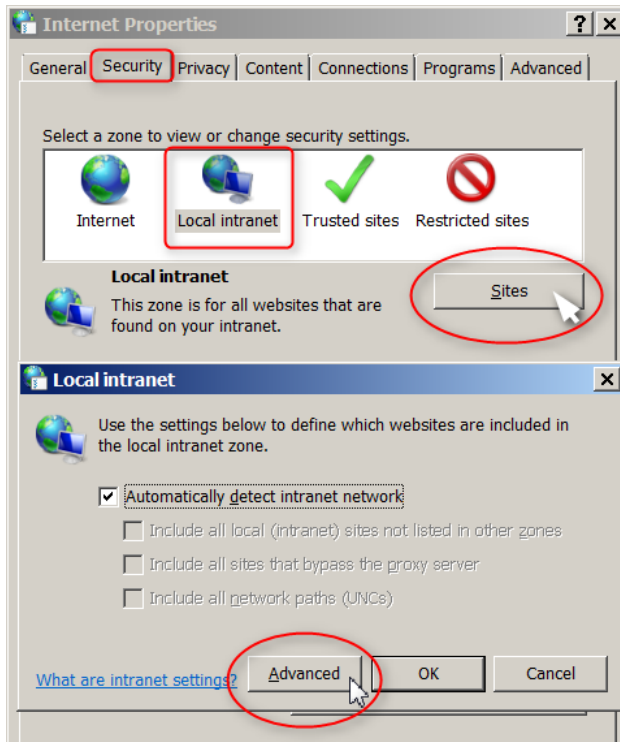 Internet Properties
General Security Privacy Content Connections Programs Advanced
Select a zone to view or change security settings.
Internet Local intranet Trusted sites Restricted sites
Local intranet
This zone is for all websites that are
found on your intranet.
Sites
Local intranet
Use the settings below to define which websites are included in
the local intranet zone.
Automatically detect intranet network
Include all local (intranet) sites not listed in other zones
Include all sites that bypass the proxy server
Include all network paths (UNCs)
What are intranet settings? Advanced OK Cancel